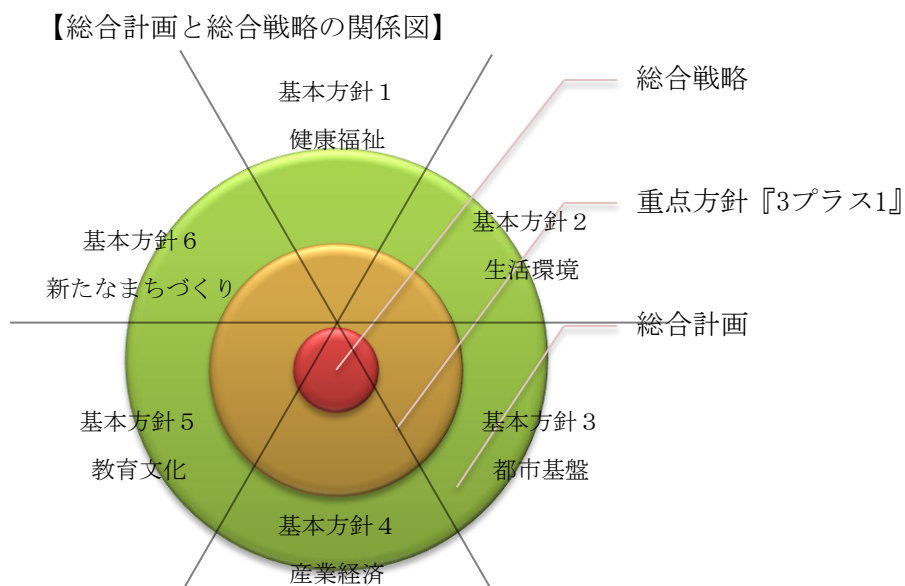 【総合計画と総合戦略の関係図】
総合戦略
基本方針１
健康福祉
重点方針『3プラス1』
基本方針２
生活環境
基本方針６
新たなまちづくり
総合計画
基本方針５
教育文化
基本方針３
都市基盤
基本方針４
産業経済